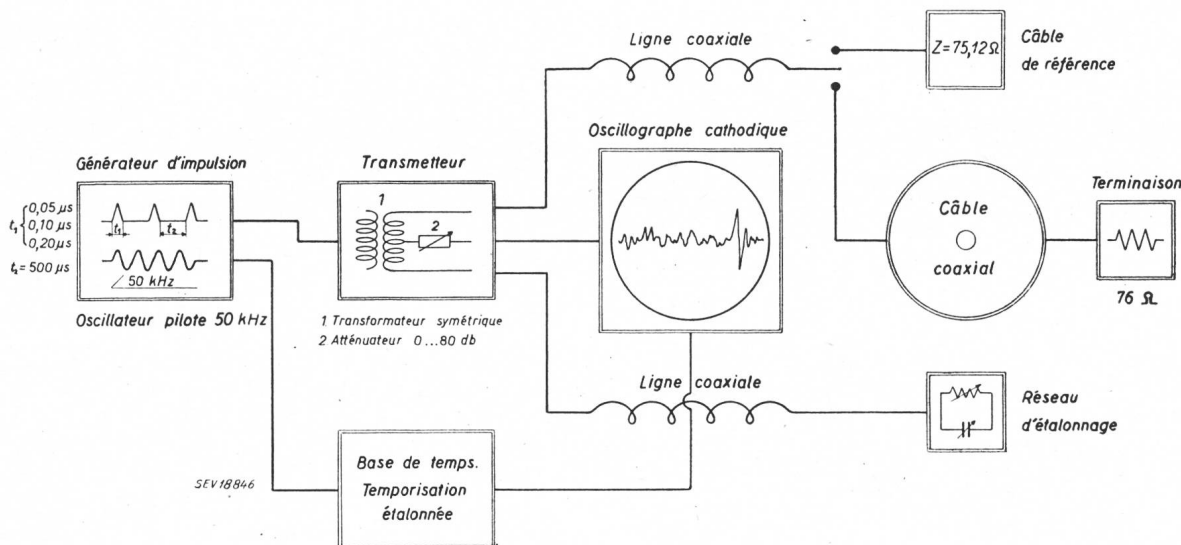 Ligne coaxiale
Z=75,12Ω
Câble
de référence
Oscillographe cathodique
Générateur d'impulsion
Transmetteur
Terminaison
t₁ { 0,05 µs
0,10 µs
0,20 µs
t₂ = 500 µs
t₁
t₂
50 kHz
1
2
Câble
coaxial
76 Ω
Oscillateur pilote 50 kHz
1 Transformateur symétrique
2 Atténuateur 0...80 db
Ligne coaxiale
Réseau
d'étalonnage
SEV18846
Base de temps.
Temporisation
étalonnée